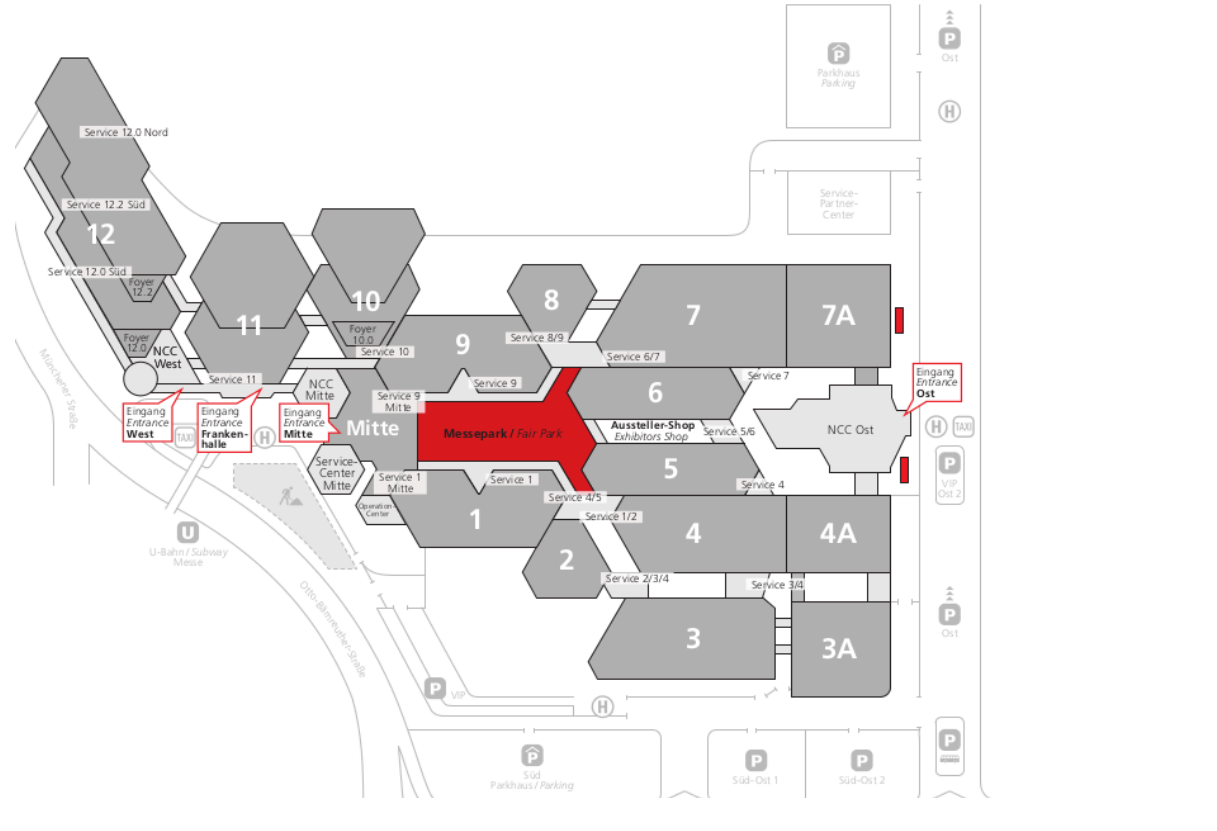 P
Ost
P
Parkhaus
Parking
H
Service 12.0 Nord
Service-
Partner-
Center
Service 12.2 Süd
12
Service 12.0 Süd
Foyer
12.2
10
11
8
7
7A
Foyer
12.0
Foyer
10.0
9
Service 8/9
NCC
West
Service 10
Service 6/7
Service 11
NCC
Mitte
Service 9
Service 7
Eingang
Entrance
Ost
6
Service 9
Mitte
Eingang
Entrance
West
Eingang
Entrance
Franken-
halle
Eingang
Entrance
Mitte
TAXI
H
Mitte
Messepark / Fair Park
Aussteller-Shop
Exhibitors Shop
Service 5/6
NCC Ost
H
TAXI
Münchener Straße
Service-
Center
Mitte
5
P
VIP
Ost 2
Service 1
Mitte
Service 1
Service 4
Service 4/5
Operation-
Center
1
Service 1/2
4
4A
U
U-Bahn / Subway
Messe
2
Service 2/3/4
Service 3/4
Otto-Bärnreuther-Straße
3
3A
P
Ost
P
VIP
H
P
Süd
Parkhaus / Parking
P
Süd-Ost 1
P
Süd-Ost 2
P